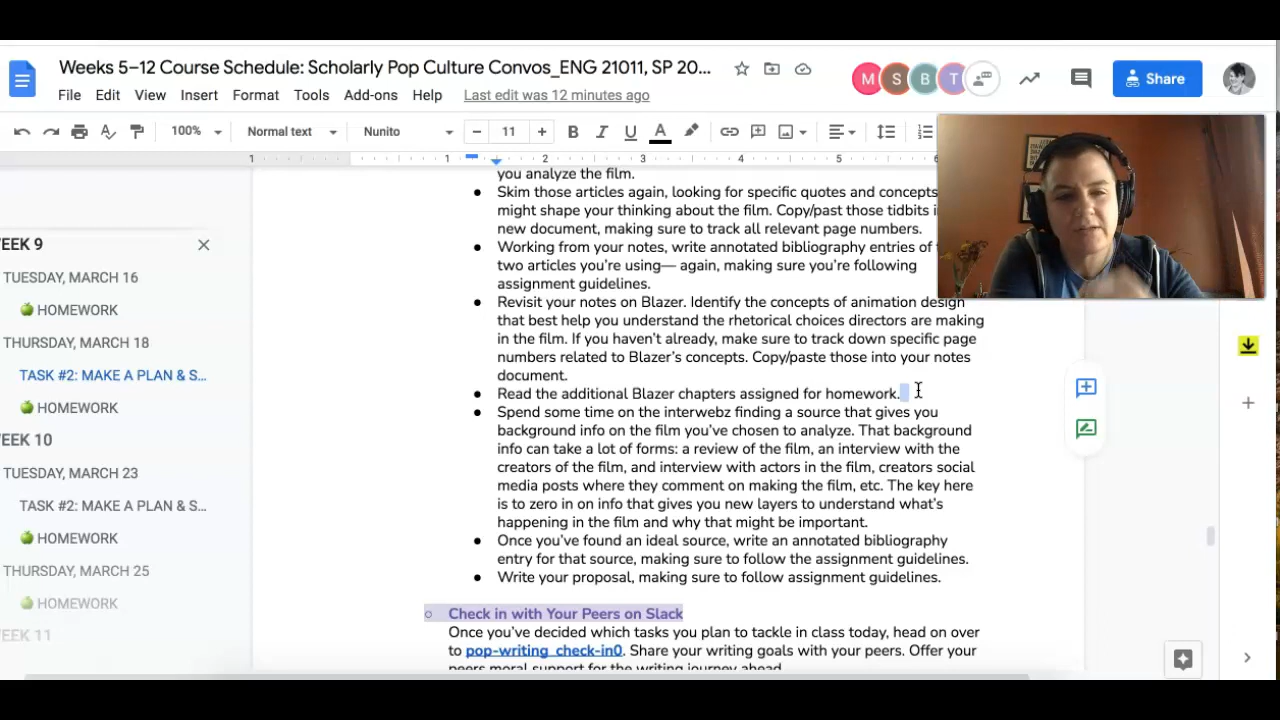 Weeks 5–12 Course Schedule: Scholarly Pop Culture Convos_ENG 21011, SP 20...
File Edit View Insert Format Tools Add-ons Help Last edit was 12 minutes ago
M S B T
Share
100% Normal text Nunito 11 B I U A
1 1 2 3 4 5 6
EEK 9
TUESDAY, MARCH 16
HOMEWORK
THURSDAY, MARCH 18
TASK #2: MAKE A PLAN & S...
HOMEWORK
EEK 10
TUESDAY, MARCH 23
TASK #2: MAKE A PLAN & S...
HOMEWORK
THURSDAY, MARCH 25
HOMEWORK
EEK 11
you analyze the film.
● Skim those articles again, looking for specific quotes and concepts
might shape your thinking about the film. Copy/past those tidbits i
new document, making sure to track all relevant page numbers.
● Working from your notes, write annotated bibliography entries of
two articles you're using— again, making sure you're following
assignment guidelines.
● Revisit your notes on Blazer. Identify the concepts of animation design
that best help you understand the rhetorical choices directors are making
in the film. If you haven't already, make sure to track down specific page
numbers related to Blazer's concepts. Copy/paste those into your notes
document.
● Read the additional Blazer chapters assigned for homework.
● Spend some time on the interwebz finding a source that gives you
background info on the film you've chosen to analyze. That background
info can take a lot of forms: a review of the film, an interview with the
creators of the film, and interview with actors in the film, creators social
media posts where they comment on making the film, etc. The key here
is to zero in on info that gives you new layers to understand what's
happening in the film and why that might be important.
● Once you've found an ideal source, write an annotated bibliography
entry for that source, making sure to follow the assignment guidelines.
● Write your proposal, making sure to follow assignment guidelines.
○ Check in with Your Peers on Slack
Once you've decided which tasks you plan to tackle in class today, head on over
to pop-writing_check-in0. Share your writing goals with your peers. Offer your
peers moral support for the writing journey ahead.